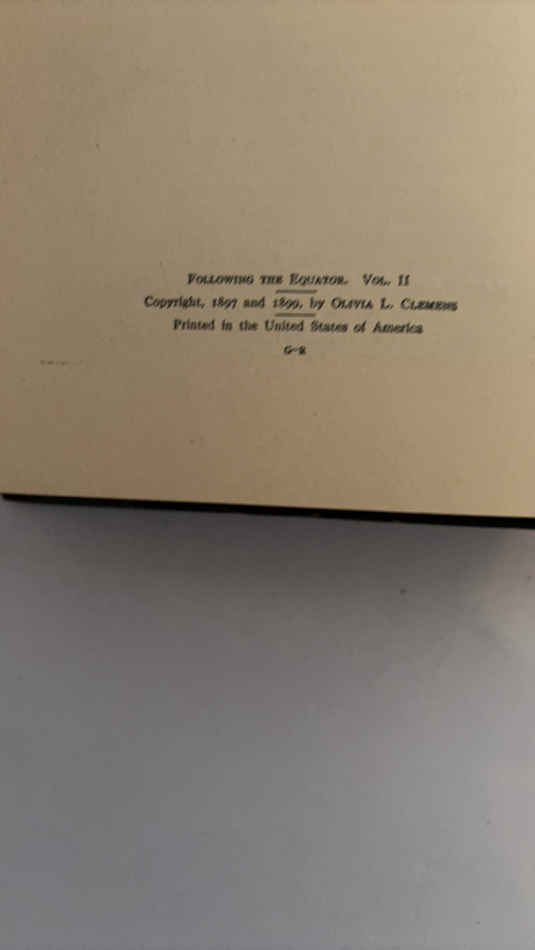 FOLLOWING THE EQUATOR. VOL. II
Copyright, 1897 and 1899, by OLIVIA L. CLEMENS
Printed in the United States of America
G-R